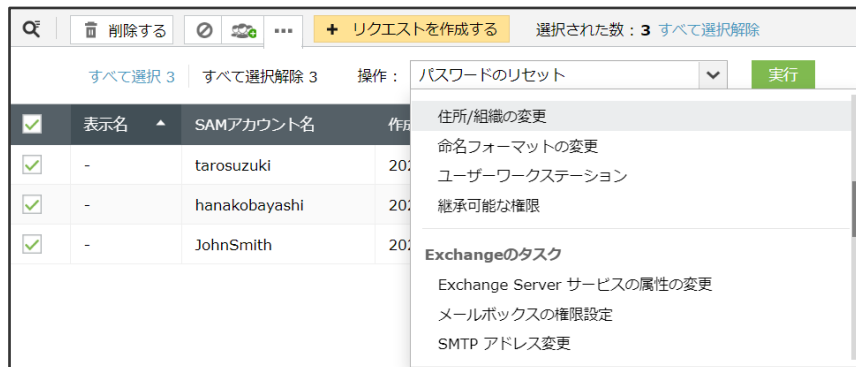 削除する + リクエストを作成する 選択された数：3 すべて選択解除
すべて選択 3 すべて選択解除 3 操作： パスワードのリセット 実行
表示名 SAMアカウント名
- tarosuzuki 202
- hanakobayashi 202
- JohnSmith 202
住所/組織の変更
命名フォーマットの変更
ユーザーワークステーション
継承可能な権限
Exchangeのタスク
Exchange Server サービスの属性の変更
メールボックスの権限設定
SMTP アドレス変更